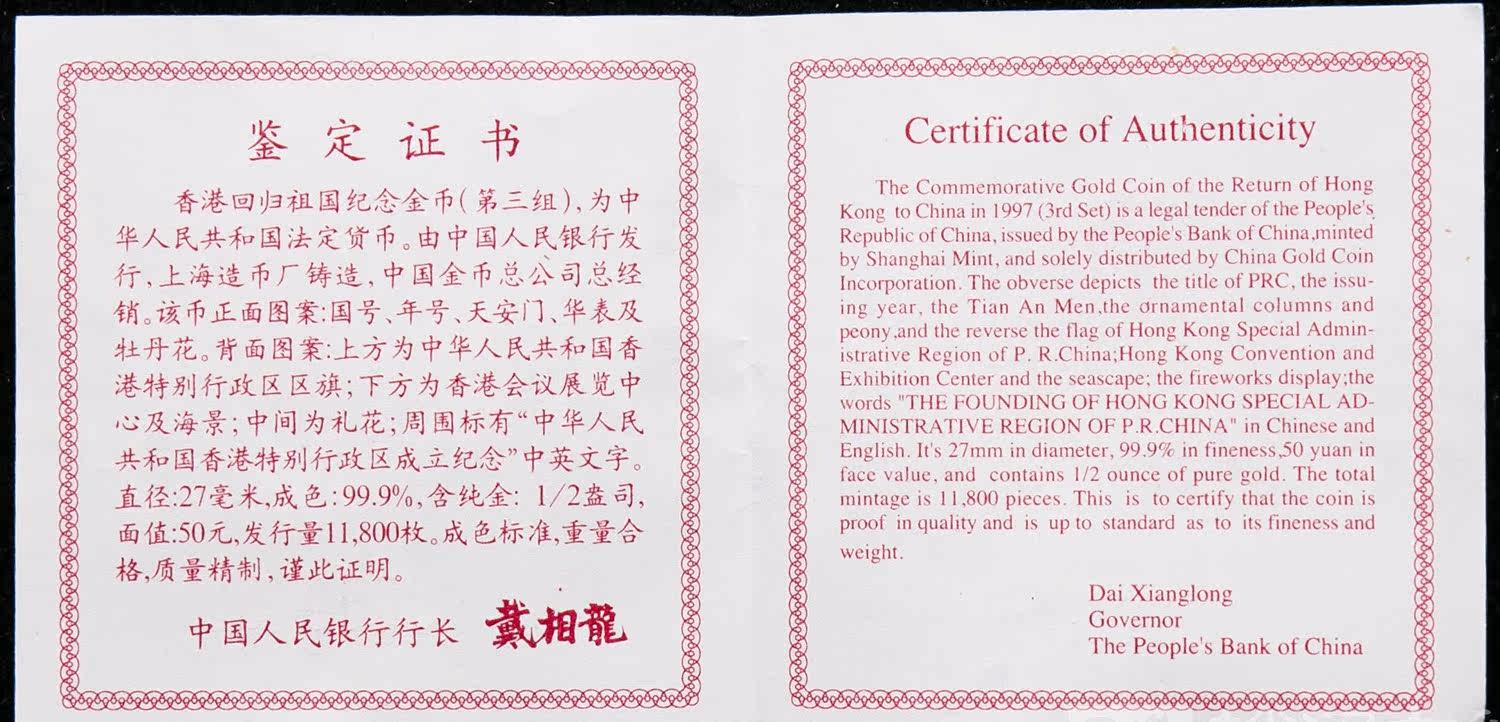 鉴定证书
香港回归祖国纪念金币(第三组),为中
华人民共和国法定货币。由中国人民银行发
行,上海造币厂铸造,中国金币总公司总经
销。该币正面图案:国号、年号、天安门、华表及
牡丹花。背面图案:上方为中华人民共和国香
港特别行政区区旗;下方为香港会议展览中
心及海景;中间为礼花;周围标有“中华人民
共和国香港特别行政区成立纪念”中英文字。
直径:27毫米,成色:99.9%,含纯金: 1/2盎司,
面值:50元,发行量11,800枚。成色标准,重量合
格,质量精制,谨此证明。
中国人民银行行长 戴相龍
Certificate of Authenticity
The Commemorative Gold Coin of the Return of Hong
Kong to China in 1997 (3rd Set) is a legal tender of the People's
Republic of China, issued by the People's Bank of China,minted
by Shanghai Mint, and solely distributed by China Gold Coin
Incorporation. The obverse depicts the title of PRC, the issu-
ing year, the Tian An Men,the ornamental columns and
peony,and the reverse the flag of Hong Kong Special Admin-
istrative Region of P. R.China;Hong Kong Convention and
Exhibition Center and the seascape; the fireworks display;the
words "THE FOUNDING OF HONG KONG SPECIAL AD-
MINISTRATIVE REGION OF P.R.CHINA" in Chinese and
English. It's 27mm in diameter, 99.9% in fineness,50 yuan in
face value, and contains 1/2 ounce of pure gold. The total
mintage is 11,800 pieces. This is to certify that the coin is
proof in quality and is up to standard as to its fineness and
weight.
Dai Xianglong
Governor
The People's Bank of China